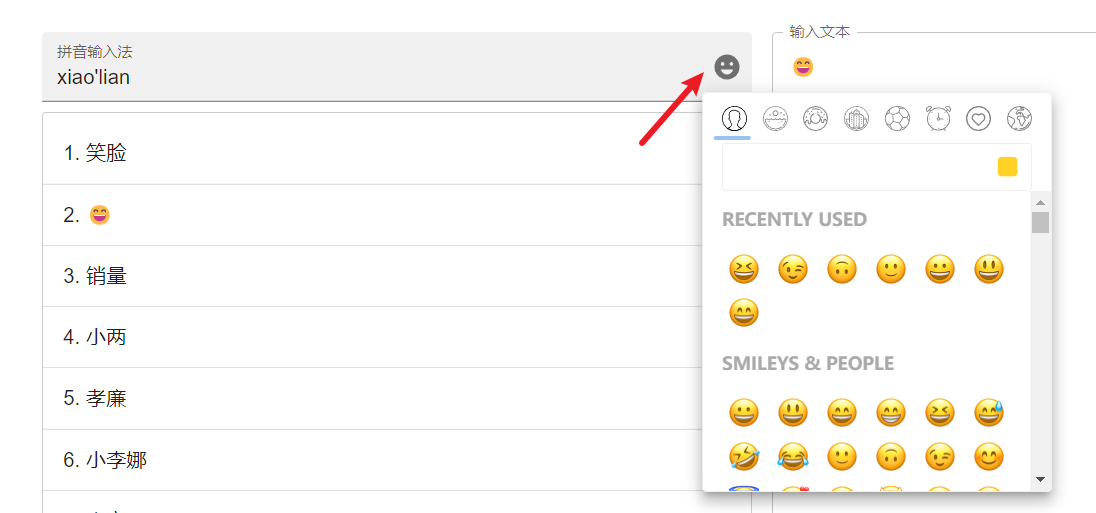 拼音输入法
xiao'lian
1. 笑脸
2. 😄
3. 销量
4. 小两
5. 孝廉
6. 小李娜
输入文本
😄
RECENTLY USED
SMILEYS & PEOPLE